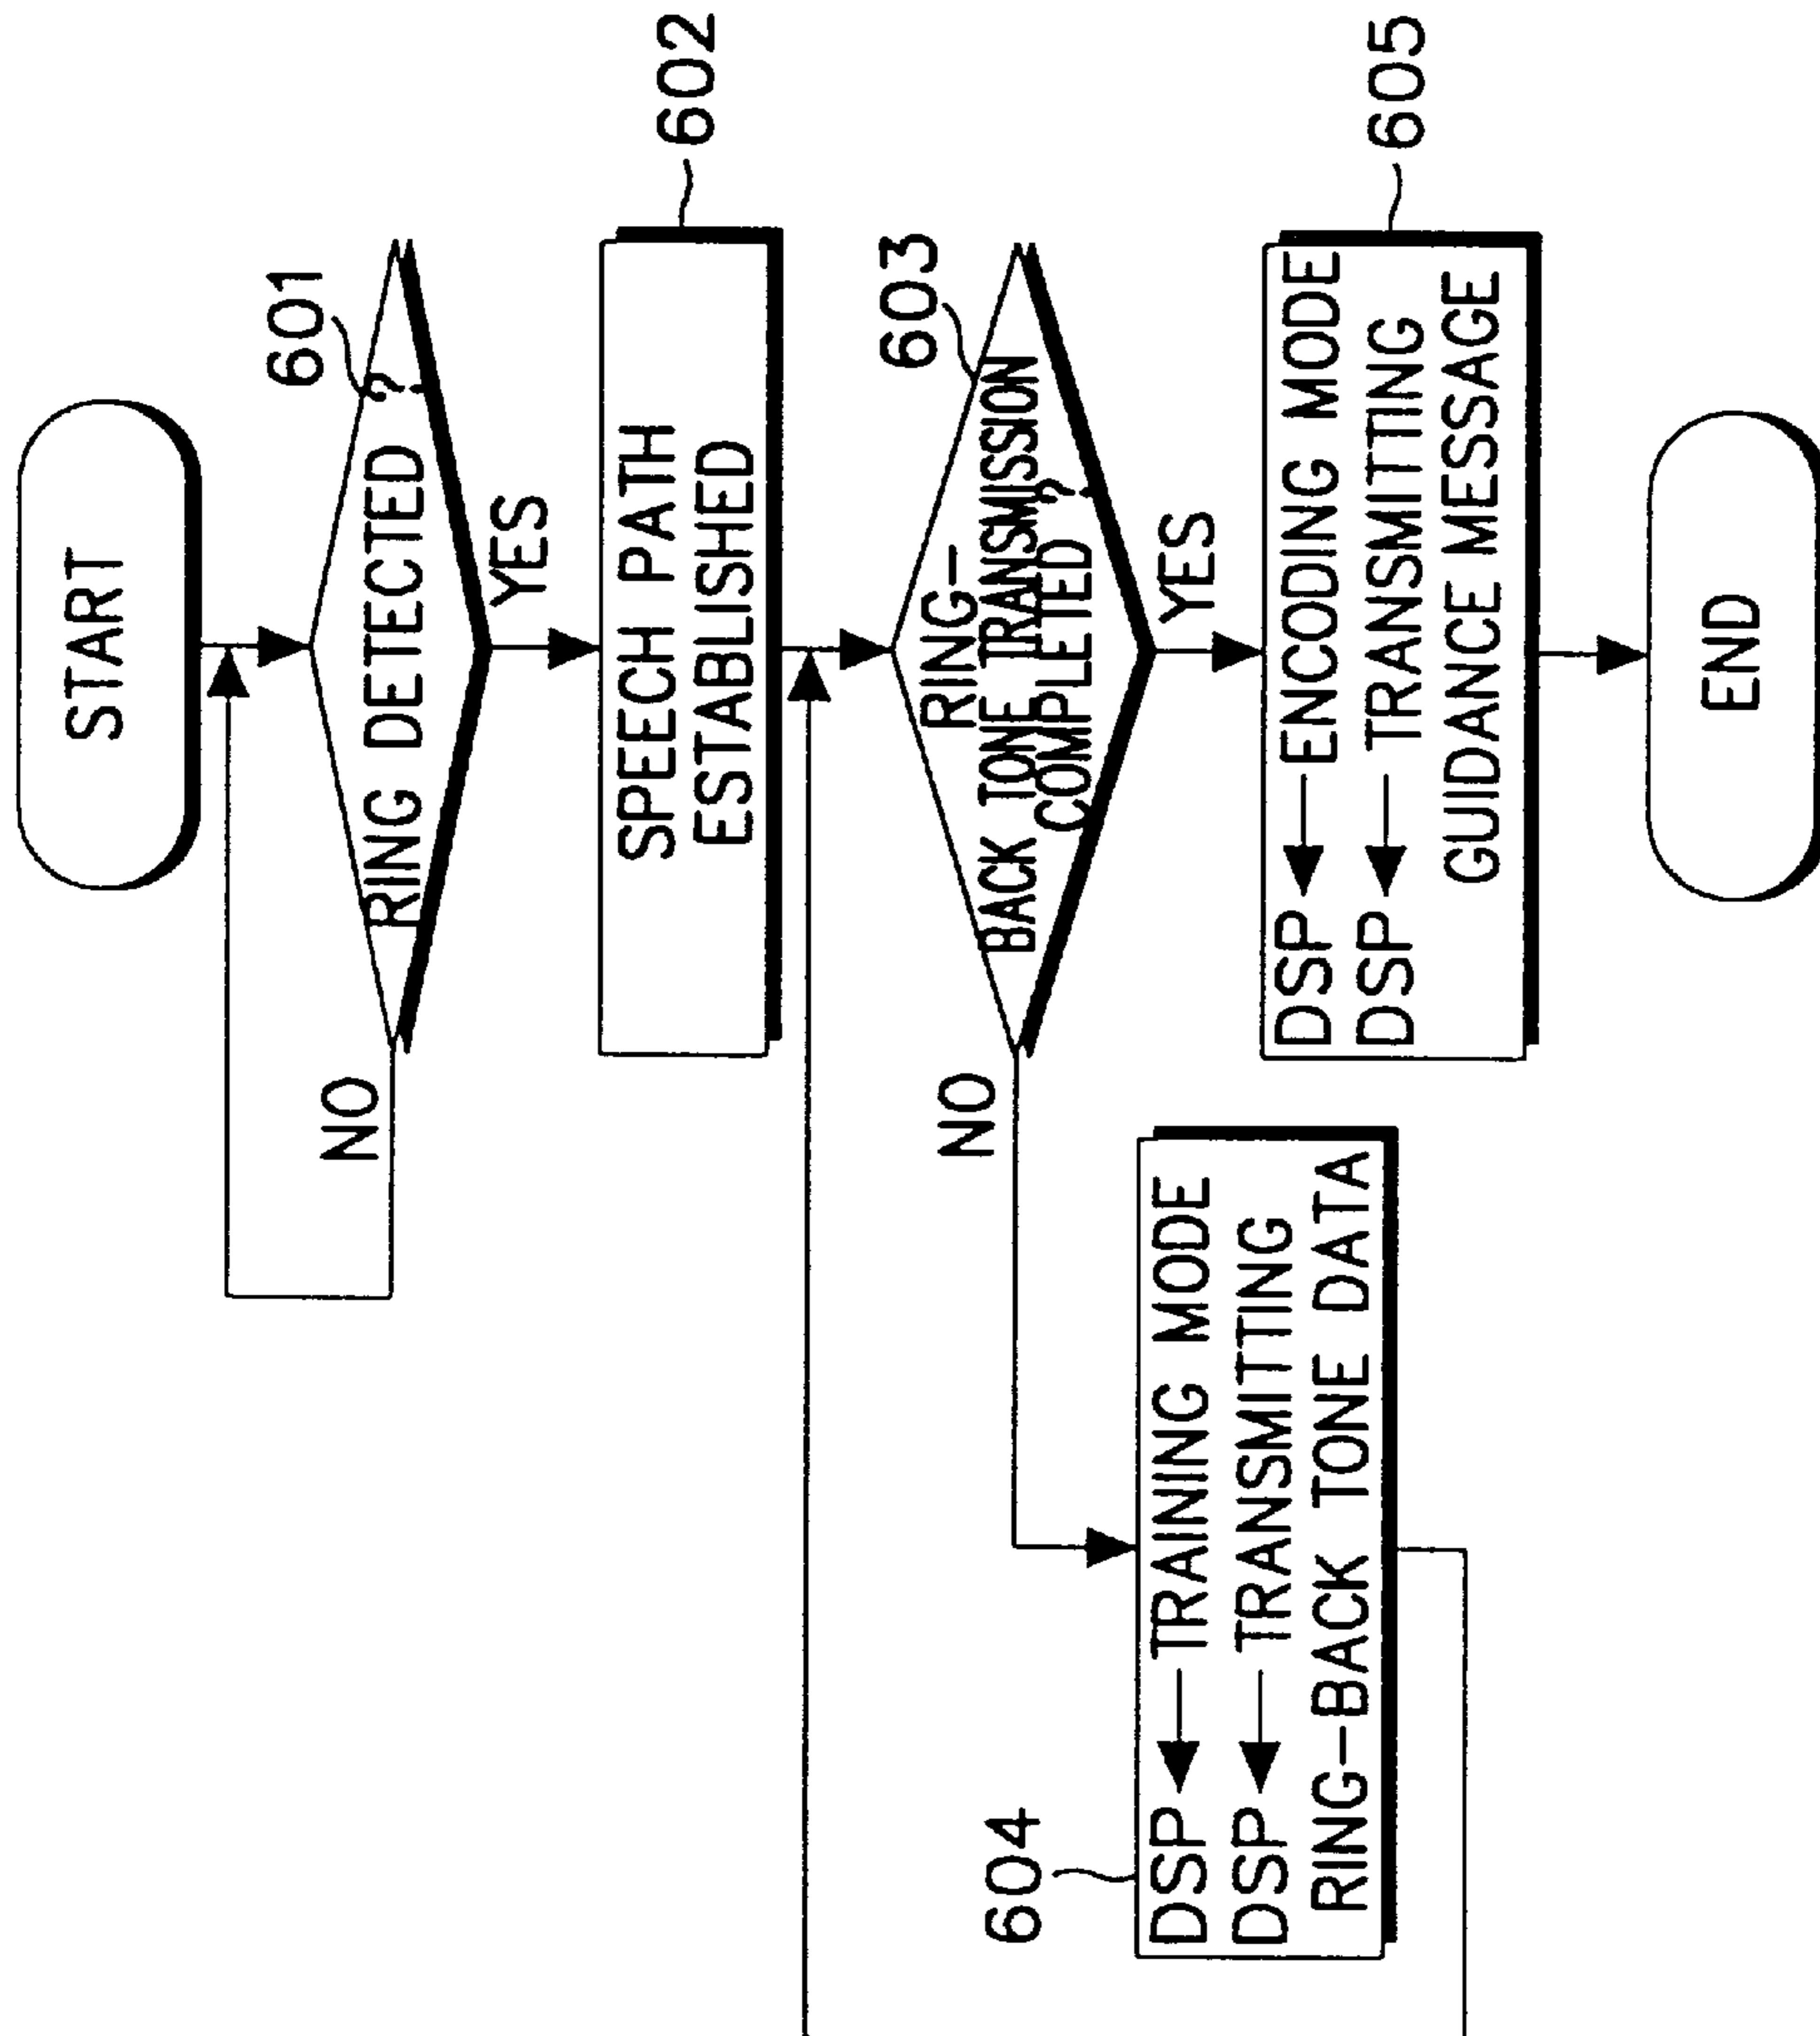 START
601
RING DETECTED ?
NO
YES
602
SPEECH PATH
ESTABLISHED
603
RING-
BACK TONE TRANSMISSION
COMPLETED ?
NO
YES
604
DSP ◄— TRAINING MODE
DSP ◄— TRANSMITTING
RING-BACK TONE DATA
605
DSP ◄— ENCODING MODE
DSP ◄— TRANSMITTING
GUIDANCE MESSAGE
END